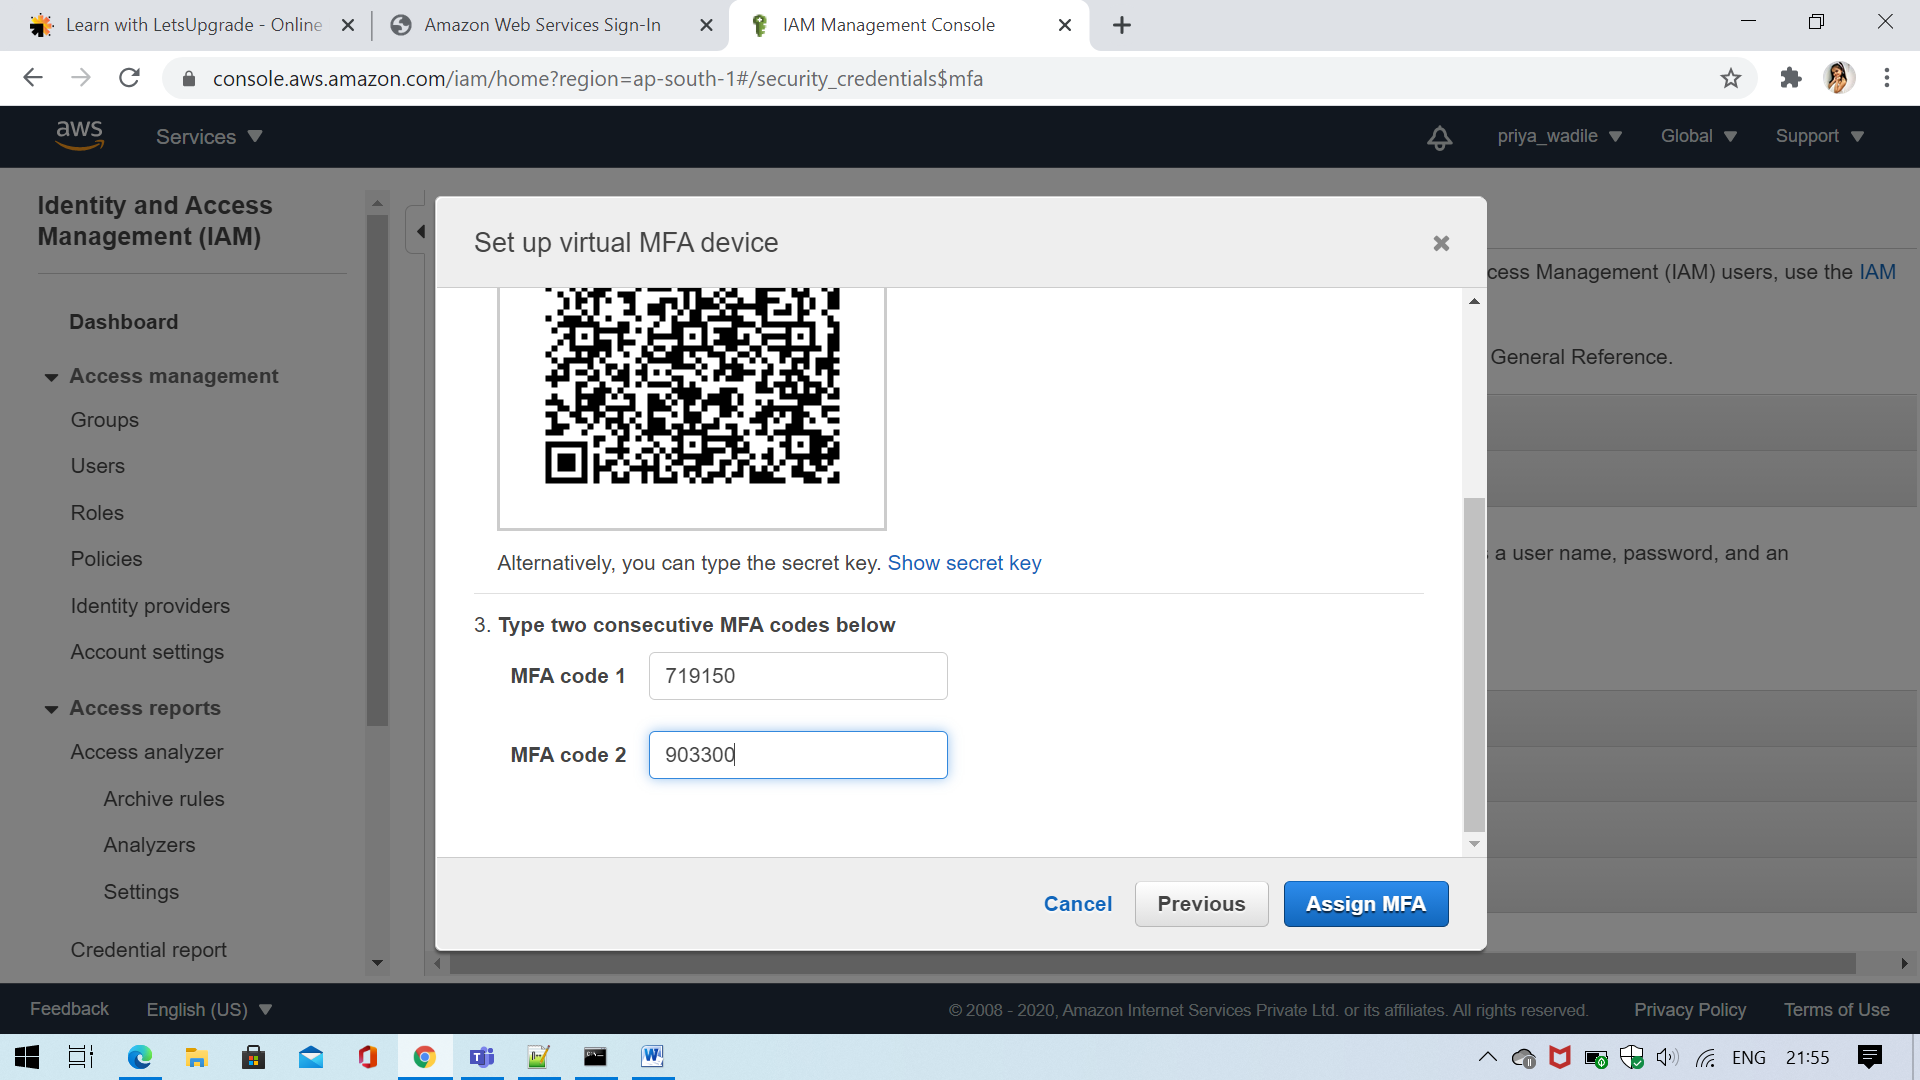 Learn with LetsUpgrade - Online
Amazon Web Services Sign-In
IAM Management Console
console.aws.amazon.com/iam/home?region=ap-south-1#/security_credentials$mfa
aws
Services
priya_wadile
Global
Support
Identity and Access
Management (IAM)
Dashboard
Access management
Groups
Users
Roles
Policies
Identity providers
Account settings
Access reports
Access analyzer
Archive rules
Analyzers
Settings
Credential report
Set up virtual MFA device
cess Management (IAM) users, use the IAM
General Reference.
a user name, password, and an
Alternatively, you can type the secret key. Show secret key
3. Type two consecutive MFA codes below
MFA code 1 719150
MFA code 2 903300
Cancel
Previous
Assign MFA
Feedback
English (US)
© 2008 - 2020, Amazon Internet Services Private Ltd. or its affiliates. All rights reserved.
Privacy Policy
Terms of Use
ENG
21:55